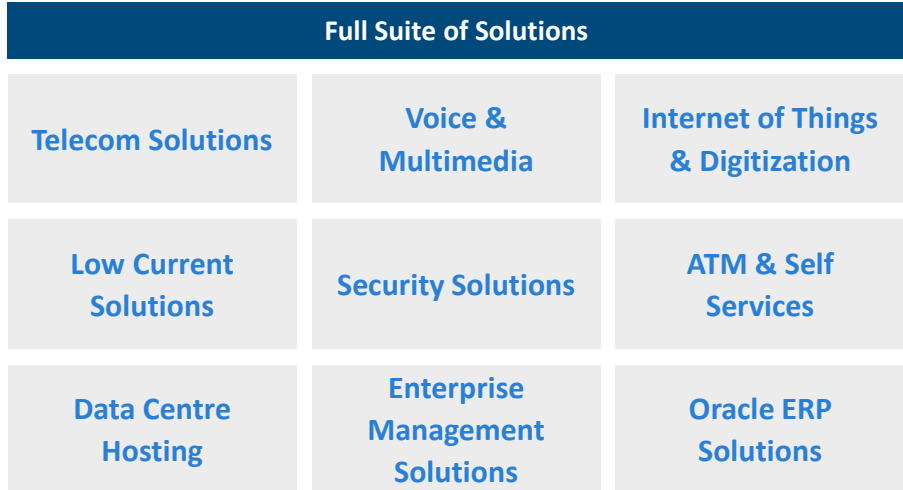 Full Suite of Solutions
Telecom Solutions
Voice &
Multimedia
Internet of Things
& Digitization
Low Current
Solutions
Security Solutions
ATM & Self
Services
Data Centre
Hosting
Enterprise
Management
Solutions
Oracle ERP
Solutions